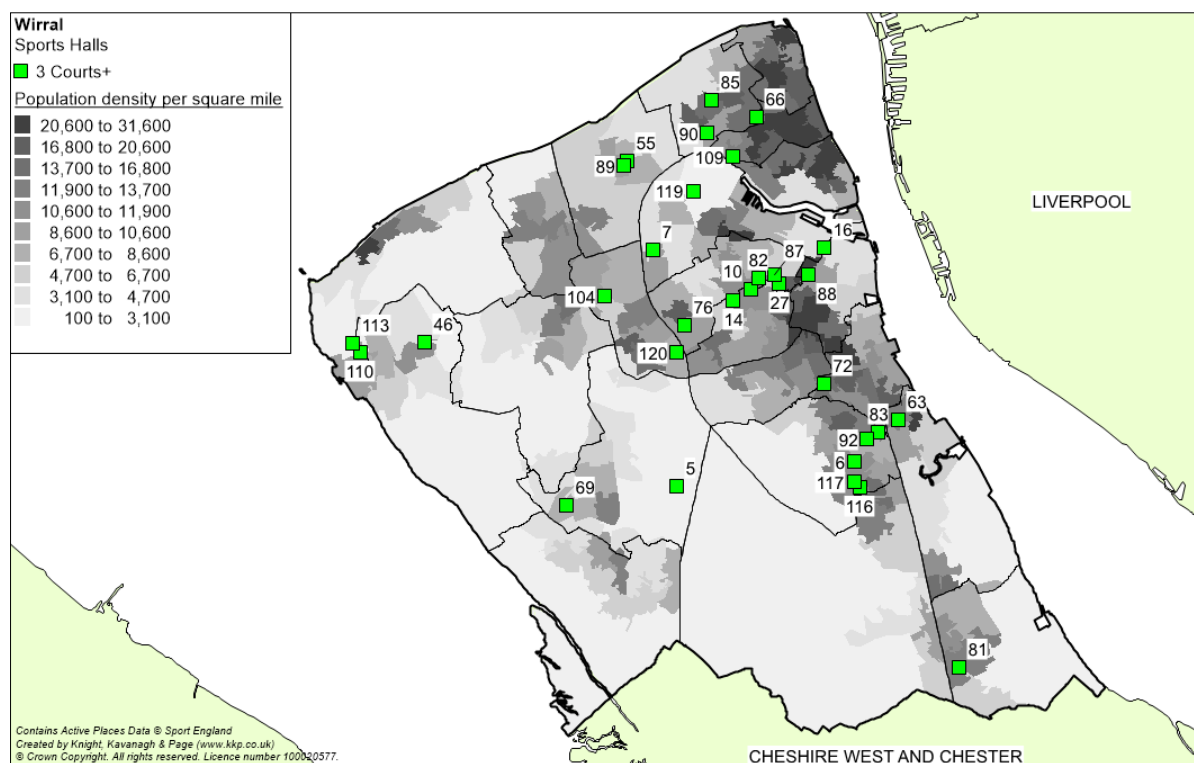 Wirral
Sports Halls
3 Courts+
Population density per square mile
20,600 to 31,600
16,800 to 20,600
13,700 to 16,800
11,900 to 13,700
10,600 to 11,900
8,600 to 10,600
6,700 to 8,600
4,700 to 6,700
3,100 to 4,700
100 to 3,100
85
66
90
55
109
89
119
LIVERPOOL
16
7
87
82
10
104
88
27
76
14
113
46
120
110
72
63
83
92
6
5
117
69
116
81
Contains Active Places Data © Sport England
Created by Knight, Kavanagh & Page (www.kkp.co.uk)
© Crown Copyright. All rights reserved. Licence number 100020577.
CHESHIRE WEST AND CHESTER